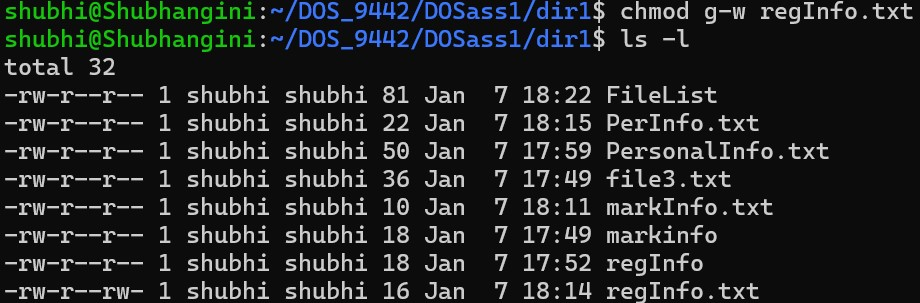 shubhi@Shubhangini:~/DOS_9442/DOSass1/dir1$ chmod g-w regInfo.txt
shubhi@Shubhangini:~/DOS_9442/DOSass1/dir1$ ls -l
total 32
-rw-r--r-- 1 shubhi shubhi 81 Jan  7 18:22 FileList
-rw-r--r-- 1 shubhi shubhi 22 Jan  7 18:15 PerInfo.txt
-rw-r--r-- 1 shubhi shubhi 50 Jan  7 17:59 PersonalInfo.txt
-rw-r--r-- 1 shubhi shubhi 36 Jan  7 17:49 file3.txt
-rw-r--r-- 1 shubhi shubhi 10 Jan  7 18:11 markInfo.txt
-rw-r--r-- 1 shubhi shubhi 18 Jan  7 17:49 markinfo
-rw-r--r-- 1 shubhi shubhi 18 Jan  7 17:52 regInfo
-rw-r--rw- 1 shubhi shubhi 16 Jan  7 18:14 regInfo.txt